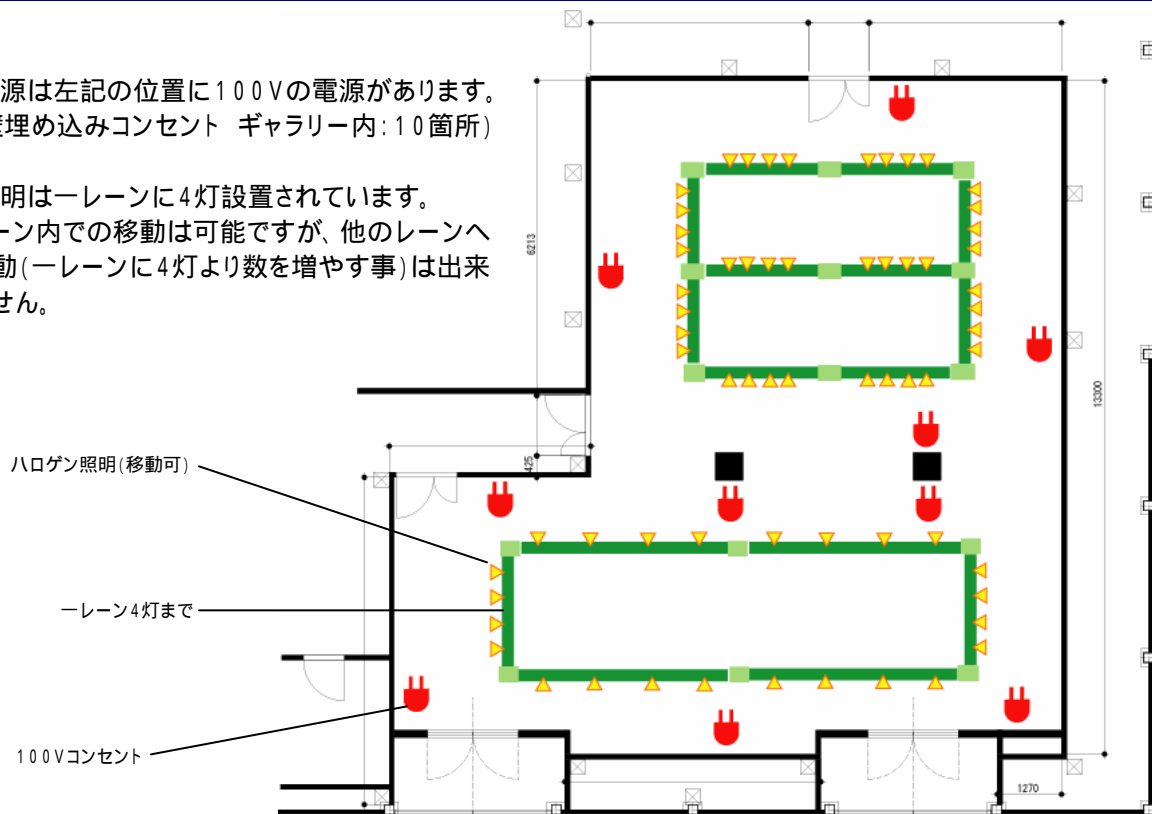 源は左記の位置に100Vの電源があります。
埋め込みコンセント ギャラリー内:10箇所)
明は一レーンに4灯設置されています。
ーン内での移動は可能ですが、他のレーンへ
動(一レーンに4灯より数を増やす事)は出来
せん。
6213
13300
425
ハロゲン照明(移動可)
一レーン4灯まで
100Vコンセント
1270